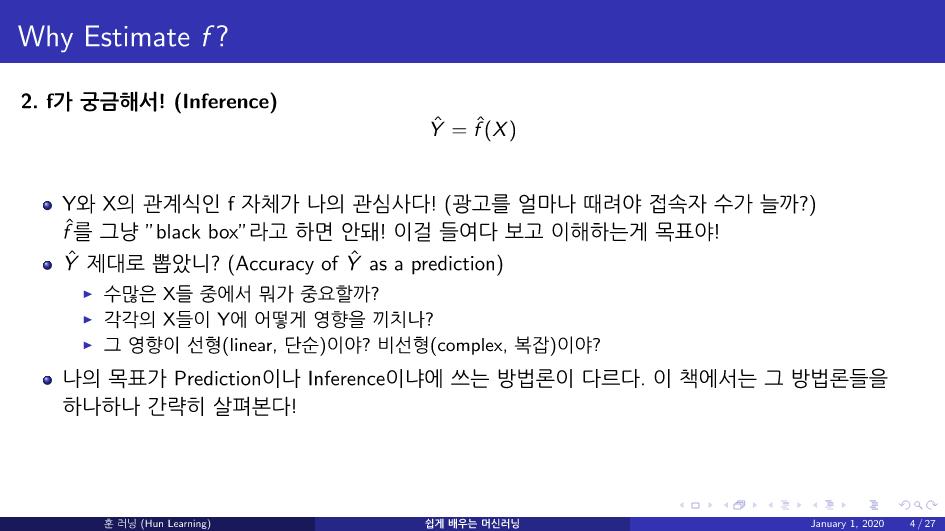 Why Estimate f?
2. f가 궁금해서! (Inference)
Ŷ = f̂(X)
Y와 X의 관계식인 f 자체가 나의 관심사다! (광고를 얼마나 때려야 접속자 수가 늘까?)
f̂를 그냥 ”black box”라고 하면 안돼! 이걸 들여다 보고 이해하는게 목표야!
Ŷ 제대로 뽑았니? (Accuracy of Ŷ as a prediction)
수많은 X들 중에서 뭐가 중요할까?
각각의 X들이 Y에 어떻게 영향을 끼치나?
그 영향이 선형(linear, 단순)이야? 비선형(complex, 복잡)이야?
나의 목표가 Prediction이나 Inference이냐에 쓰는 방법론이 다르다. 이 책에서는 그 방법론들을
하나하나 간략히 살펴본다!
훈 러닝 (Hun Learning) 쉽게 배우는 머신러닝 January 1, 2020 4 / 27